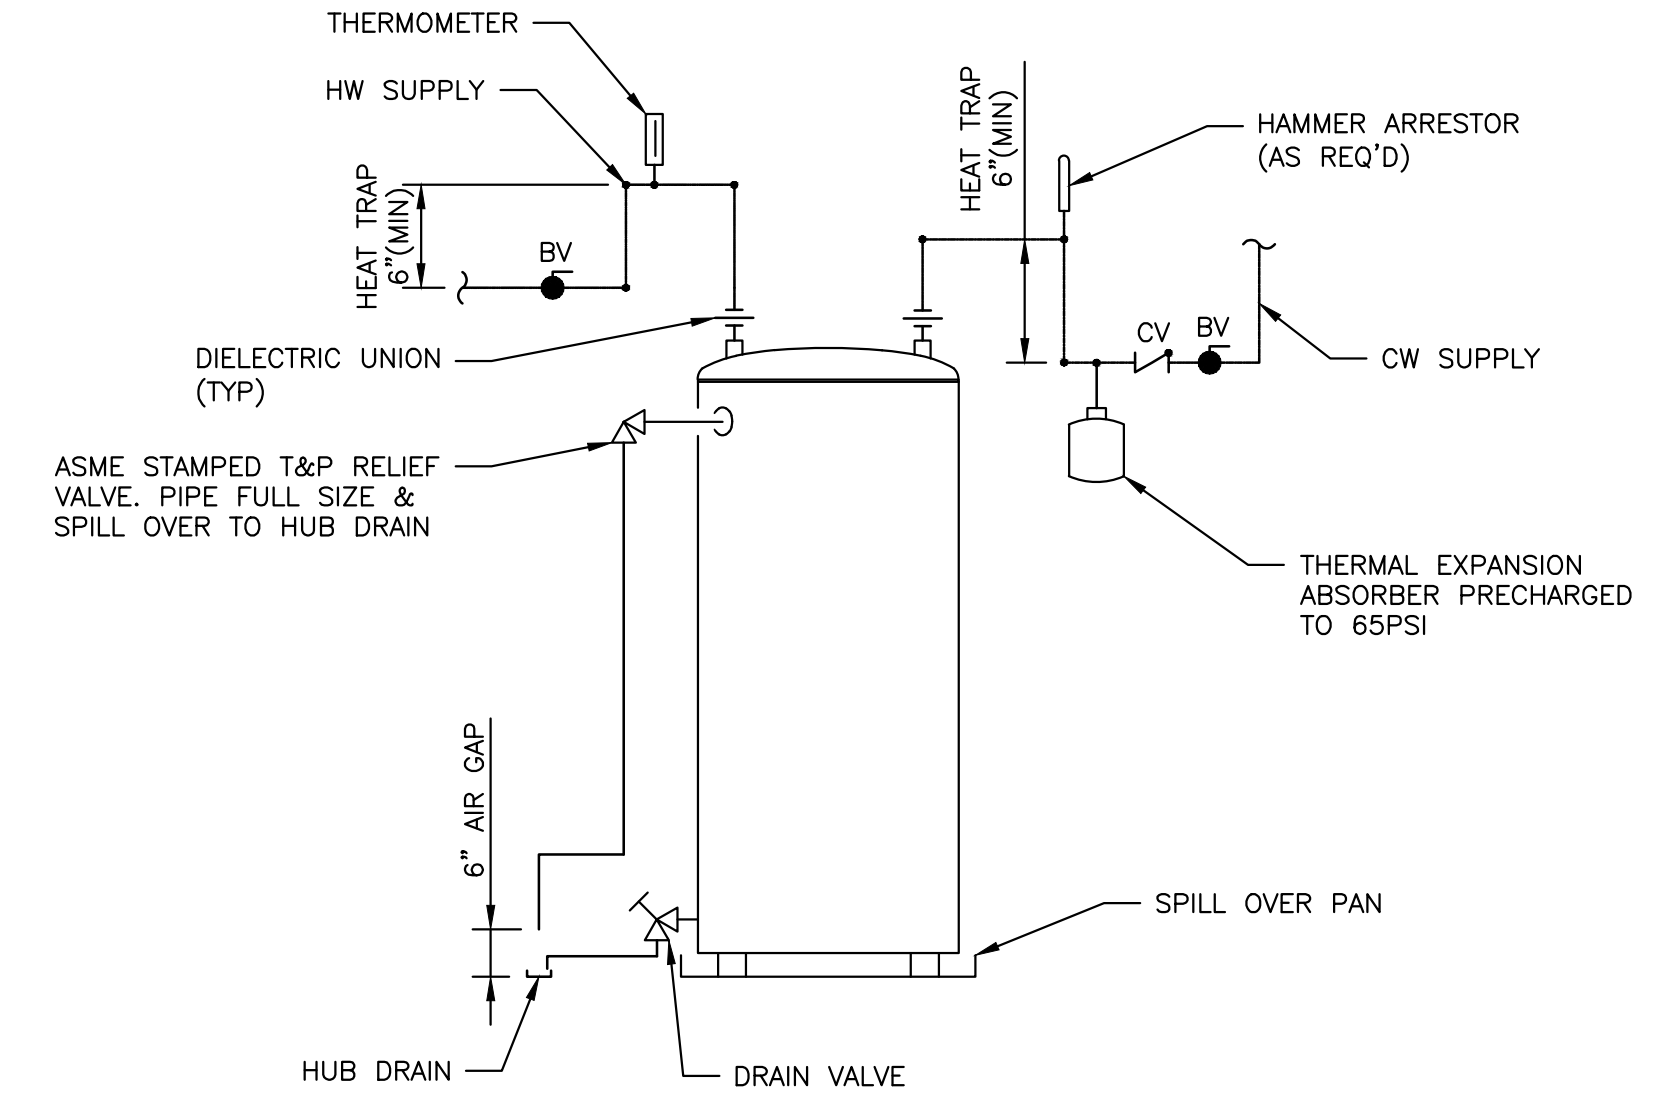 THERMOMETER
HW SUPPLY
HEAT TRAP
6"(MIN)
BV
DIELECTRIC UNION
(TYP)
ASME STAMPED T&P RELIEF
VALVE. PIPE FULL SIZE &
SPILL OVER TO HUB DRAIN
HEAT TRAP
6"(MIN)
HAMMER ARRESTOR
(AS REQ'D)
CV
BV
CW SUPPLY
THERMAL EXPANSION
ABSORBER PRECHARGED
TO 65PSI
6" AIR GAP
SPILL OVER PAN
HUB DRAIN
DRAIN VALVE